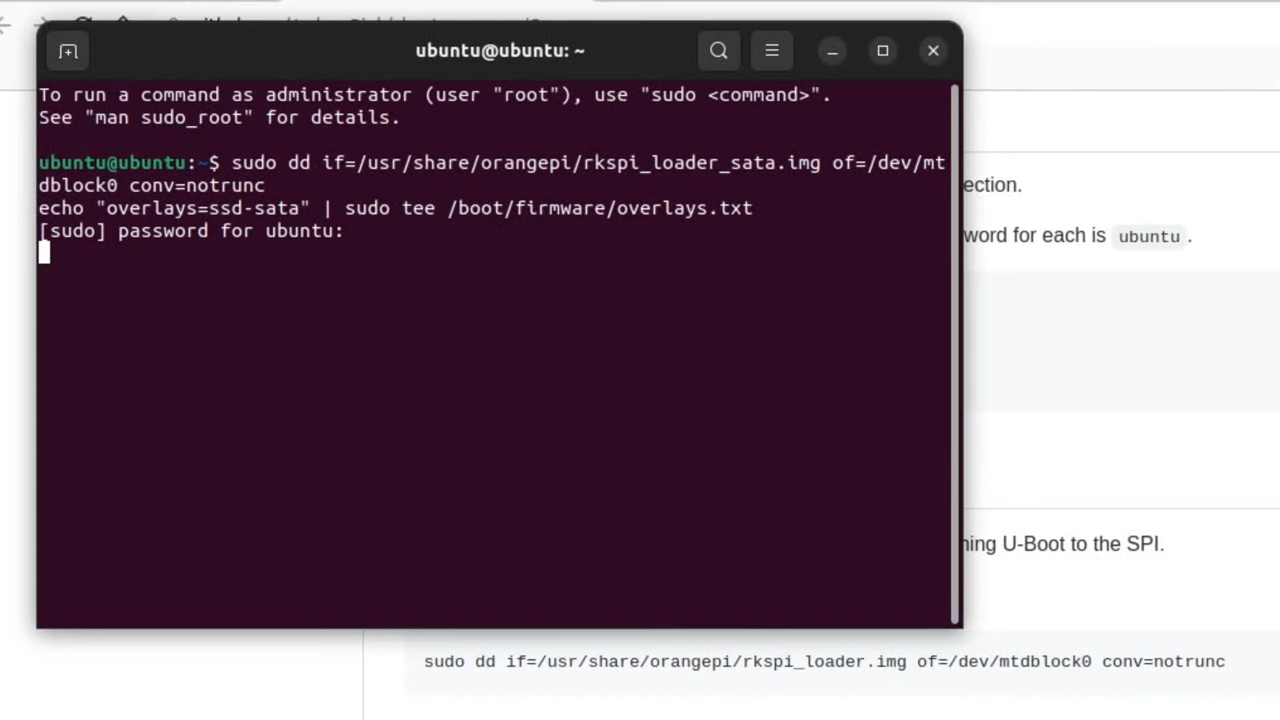 ubuntu@ubuntu: ~
To run a command as administrator (user "root"), use "sudo <command>".
See "man sudo_root" for details.
ubuntu@ubuntu:~$ sudo dd if=/usr/share/orangepi/rkspi_loader_sata.img of=/dev/mt
dblock0 conv=notrunc
echo "overlays=ssd-sata" | sudo tee /boot/firmware/overlays.txt
[sudo] password for ubuntu:
ection.
word for each is ubuntu.
ning U-Boot to the SPI.
sudo dd if=/usr/share/orangepi/rkspi_loader.img of=/dev/mtdblock0 conv=notrunc